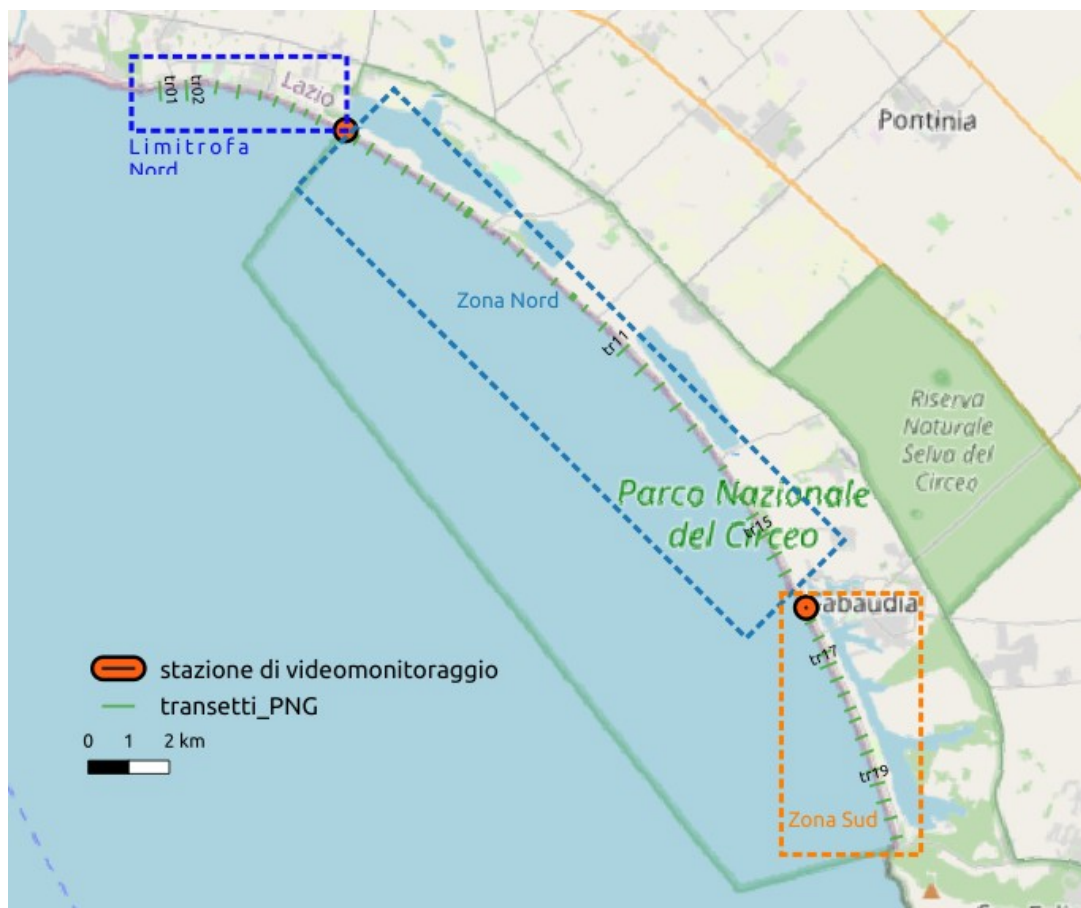 tr01
tr02
Lazio
Limitrofa
Nord
Pontinia
Zona Nord
tr11
Riserva
Naturale
Selva del
Circeo
Parco Nazionale
del Circeo
tr15
abaudia
tr17
stazione di videomonitoraggio
transetti_PNG
0 1 2 km
tr19
Zona Sud